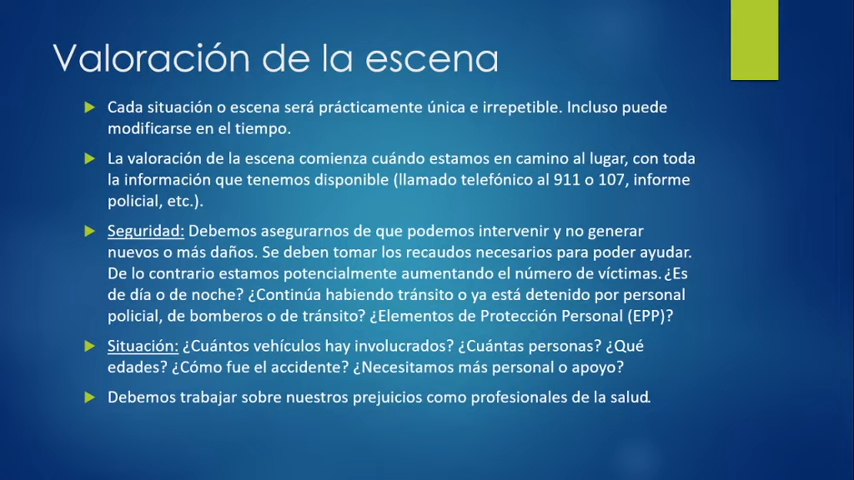 Valoración de la escena
Cada situación o escena será prácticamente única e irrepetible. Incluso puede
modificarse en el tiempo.
La valoración de la escena comienza cuándo estamos en camino al lugar, con toda
la información que tenemos disponible (llamado telefónico al 911 o 107, informe
policial, etc.).
Seguridad: Debemos asegurarnos de que podemos intervenir y no generar
nuevos o más daños. Se deben tomar los recaudos necesarios para poder ayudar.
De lo contrario estamos potencialmente aumentando el número de víctimas. ¿Es
de día o de noche? ¿Continúa habiendo tránsito o ya está detenido por personal
policial, de bomberos o de tránsito? ¿Elementos de Protección Personal (EPP)?
Situación: ¿Cuántos vehículos hay involucrados? ¿Cuántas personas? ¿Qué
edades? ¿Cómo fue el accidente? ¿Necesitamos más personal o apoyo?
Debemos trabajar sobre nuestros prejuicios como profesionales de la salud.